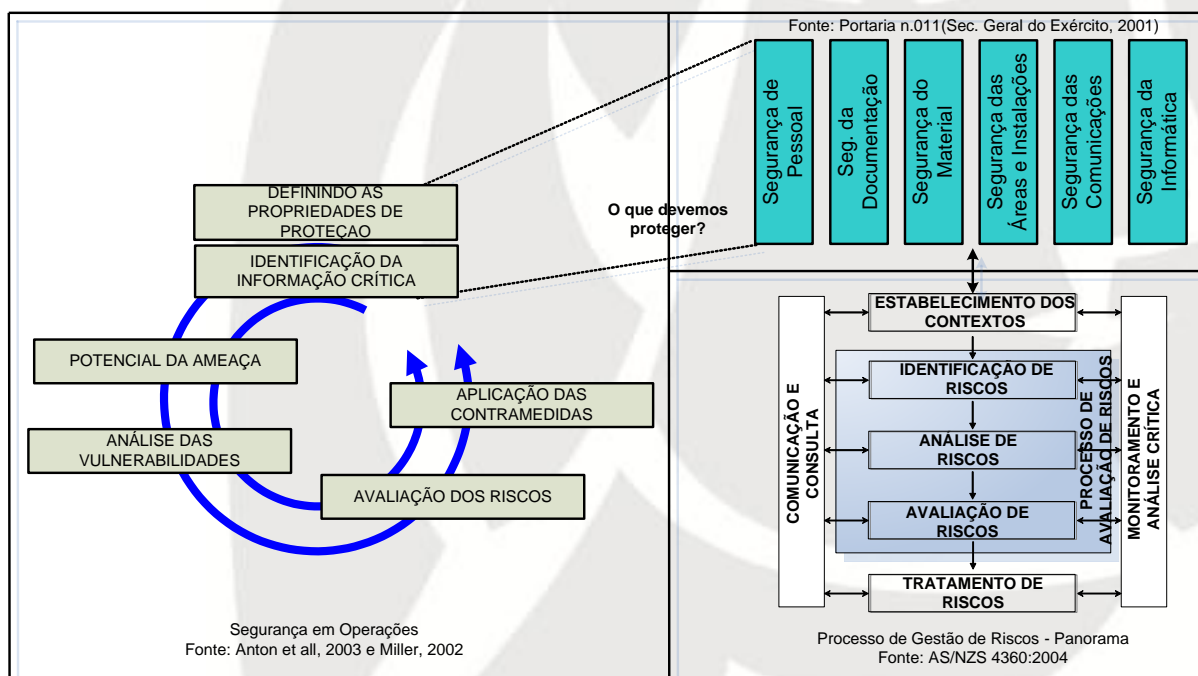 DEFININDO AS
PROPRIEDADES DE
PROTEÇAO
IDENTIFICAÇÃO DA
INFORMAÇÃO CRÍTICA
POTENCIAL DA AMEAÇA
ANÁLISE DAS
VULNERABILIDADES
APLICAÇÃO DAS
CONTRAMEDIDAS
AVALIAÇÃO DOS RISCOS
Segurança em Operações
Fonte: Anton et all, 2003 e Miller, 2002
O que devemos
proteger?
Fonte: Portaria n.011(Sec. Geral do Exército, 2001)
Segurança de
Pessoal
Seg. da
Documentação
Segurança do
Material
Segurança das
Áreas e Instalações
Segurança das
Comunicações
Segurança da
Informática
ESTABELECIMENTO DOS
CONTEXTOS
IDENTIFICAÇÃO DE
RISCOS
ANÁLISE DE
RISCOS
AVALIAÇÃO DE
RISCOS
TRATAMENTO DE
RISCOS
COMUNICAÇÃO E
CONSULTA
PROCESSO DE
AVALIAÇÃO DE RISCOS
MONITORAMENTO E
ANÁLISE CRÍTICA
Processo de Gestão de Riscos - Panorama
Fonte: AS/NZS 4360:2004